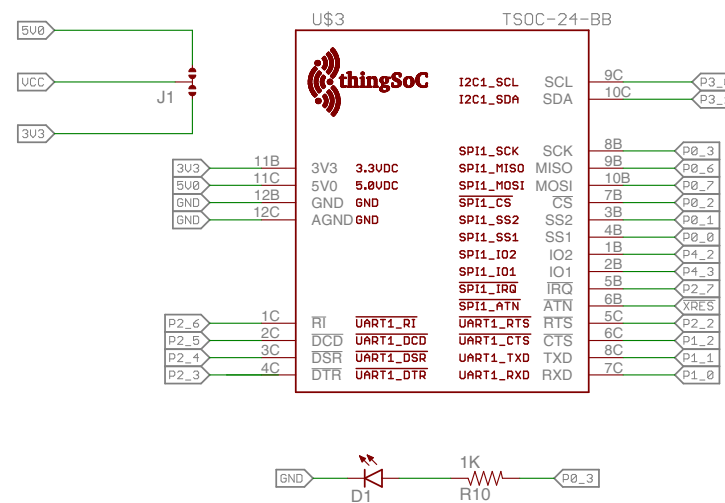 U$3 TSOC-24-BB
5V0
VCC
J1
3V3
thingSoC
I2C1_SCL SCL 9C
I2C1_SDA SDA 10C P3_
SPI1_SCK SCK 8B P0_3
3V3 11B 3V3 3.3VDC SPI1_MISO MISO 9B P0_6
5V0 11C 5V0 5.0VDC SPI1_MOSI MOSI 10B P0_7
GND 12B GND GND SPI1_CS CS 7B P0_2
GND 12C AGND GND SPI1_SS2 SS2 3B P0_1
SPI1_SS1 SS1 4B P0_0
SPI1_IO2 IO2 1B P4_2
SPI1_IO1 IO1 2B P4_3
SPI1_IRQ IRQ 5B P2_7
SPI1_ATN ATN 6B XRES
P2_6 1C RI UART1_RI UART1_RTS RTS 5C P2_2
P2_5 2C DCD UART1_DCD UART1_CTS CTS 6C P1_2
P2_4 3C DSR UART1_DSR UART1_TXD TXD 8C P1_1
P2_3 4C DTR UART1_DTR UART1_RXD RXD 7C P1_0
1K
GND P0_3
D1 R10